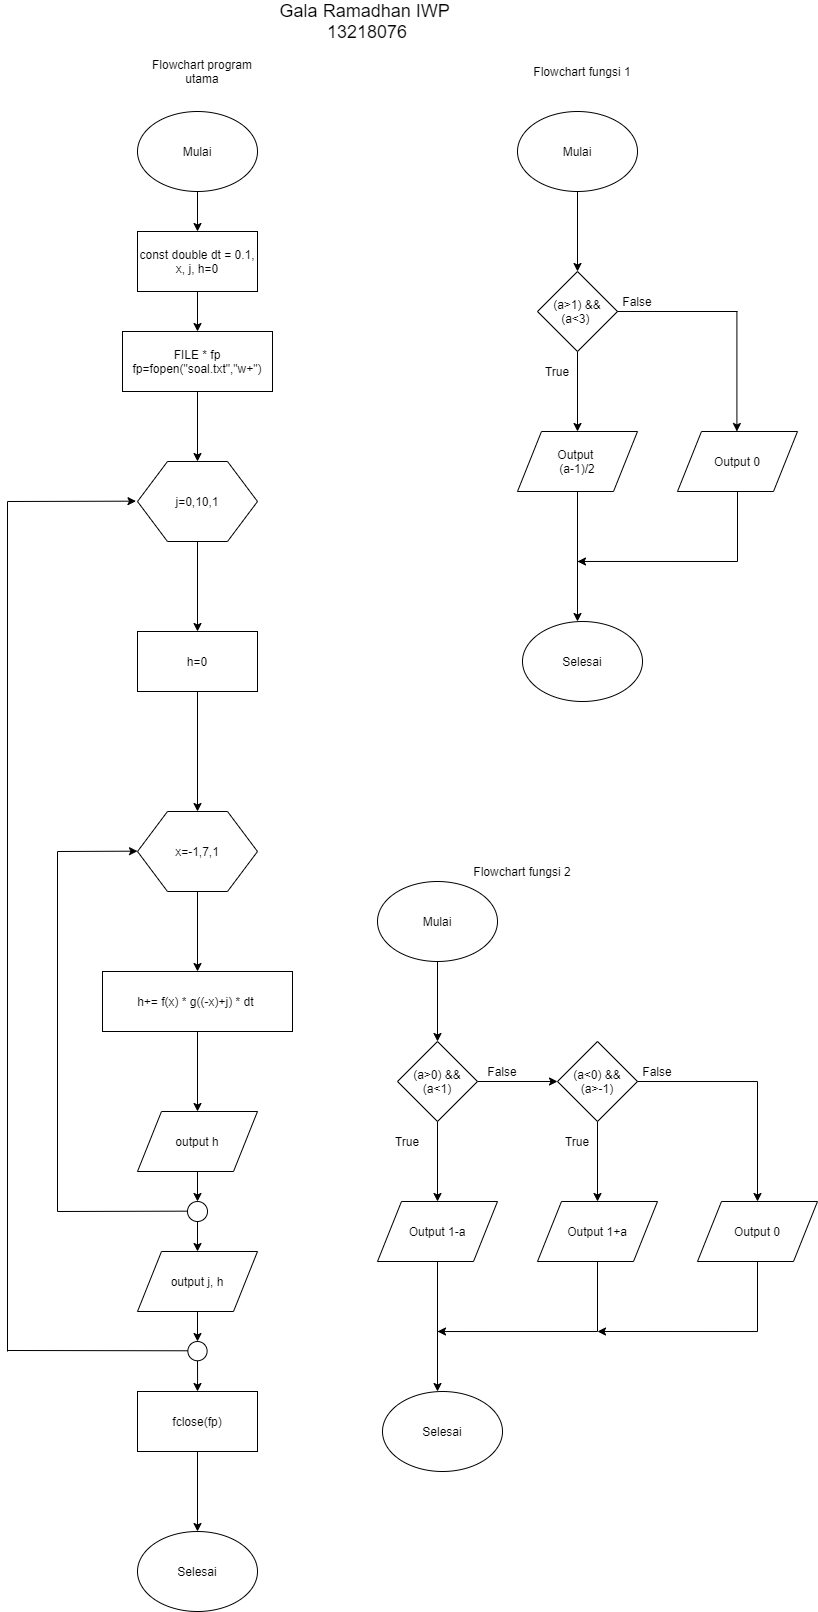 Gala Ramadhan IWP
13218076
Flowchart program
utama
Mulai
const double dt = 0.1,
x, j, h=0
FILE * fp
fp=fopen("soal.txt","w+")
j=0,10,1
h=0
x=-1,7,1
h+= f(x) * g((-x)+j) * dt
output h
output j, h
fclose(fp)
Selesai
Flowchart fungsi 1
Mulai
(a>1) &&
(a<3)
False
True
Output
(a-1)/2
Output 0
Selesai
Flowchart fungsi 2
Mulai
(a>0) &&
(a<1)
False
(a<0) &&
(a>-1)
False
True
True
Output 1-a
Output 1+a
Output 0
Selesai